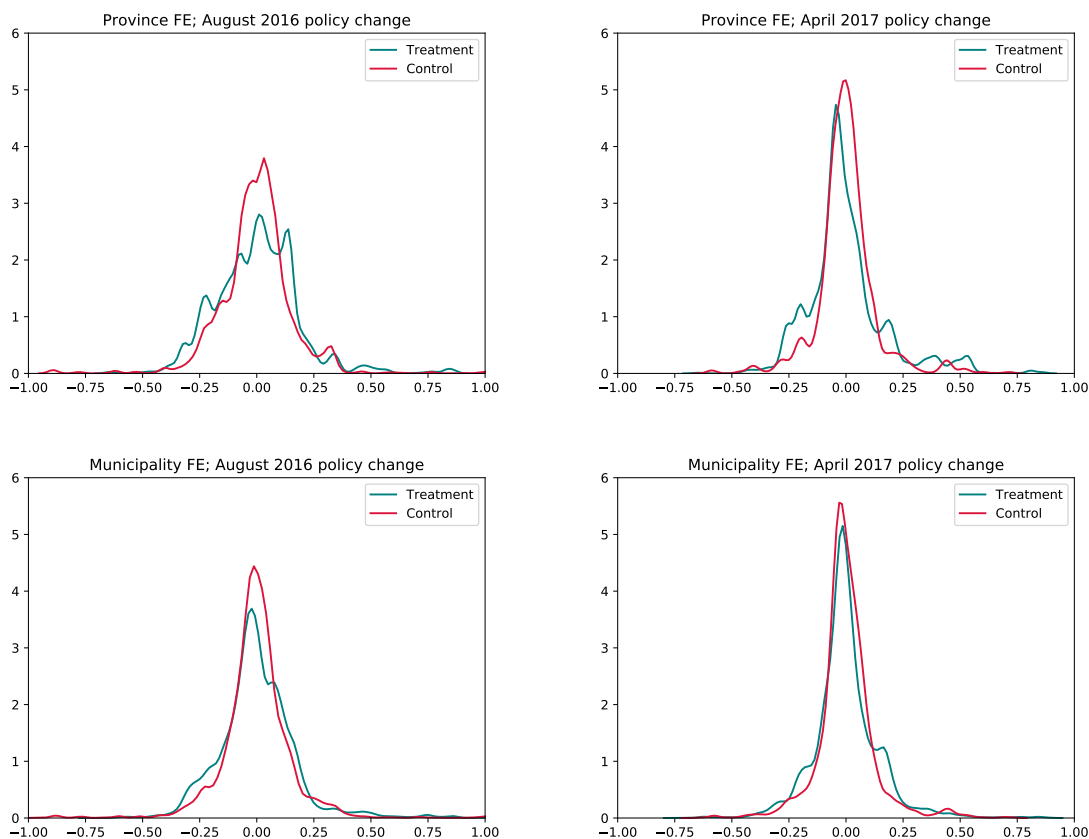 Province FE; August 2016 policy change
6
5
4
3
2
1
0
Treatment
Control
−1.00 −0.75 −0.50 −0.25 0.00 0.25 0.50 0.75 1.00
Province FE; April 2017 policy change
6
5
4
3
2
1
0
Treatment
Control
−1.00 −0.75 −0.50 −0.25 0.00 0.25 0.50 0.75 1.00
Municipality FE; August 2016 policy change
6
5
4
3
2
1
0
Treatment
Control
−1.00 −0.75 −0.50 −0.25 0.00 0.25 0.50 0.75 1.00
Municipality FE; April 2017 policy change
6
5
4
3
2
1
0
Treatment
Control
−1.00 −0.75 −0.50 −0.25 0.00 0.25 0.50 0.75 1.00